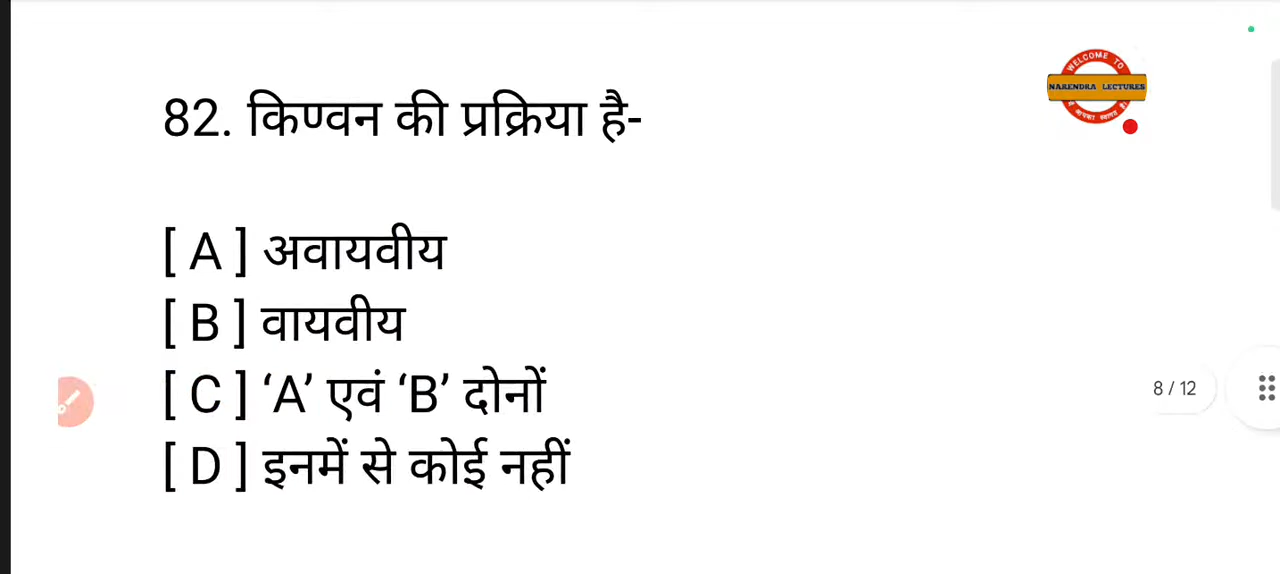 WELCOME TO
NARENDRA LECTURES
82. किण्वन की प्रक्रिया है-
[ A ] अवायवीय
[ B ] वायवीय
[ C ] ‘A’ एवं ‘B’ दोनों
[ D ] इनमें से कोई नहीं
8 / 12